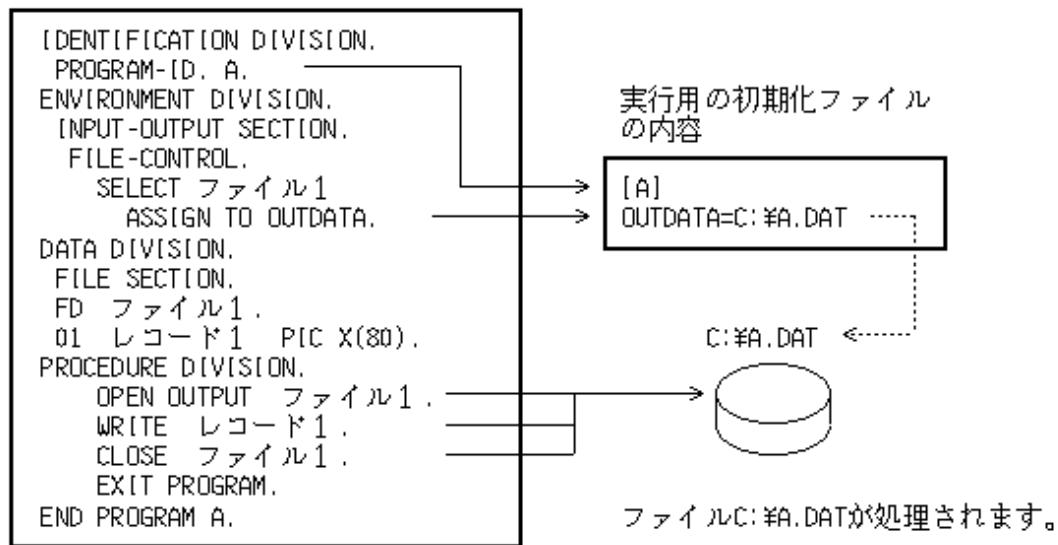 IDENTIFICATION DIVISION.
PROGRAM-ID. A.
ENVIRONMENT DIVISION.
INPUT-OUTPUT SECTION.
FILE-CONTROL.
SELECT ファイル1
ASSIGN TO OUTDATA.
DATA DIVISION.
FILE SECTION.
FD ファイル1.
01 レコード1 PIC X(80).
PROCEDURE DIVISION.
OPEN OUTPUT ファイル1.
WRITE レコード1.
CLOSE ファイル1.
EXIT PROGRAM.
END PROGRAM A.
実行用の初期化ファイル
の内容
[A]
OUTDATA=C:¥A.DAT
C:¥A.DAT
ファイルC:¥A.DATが処理されます。